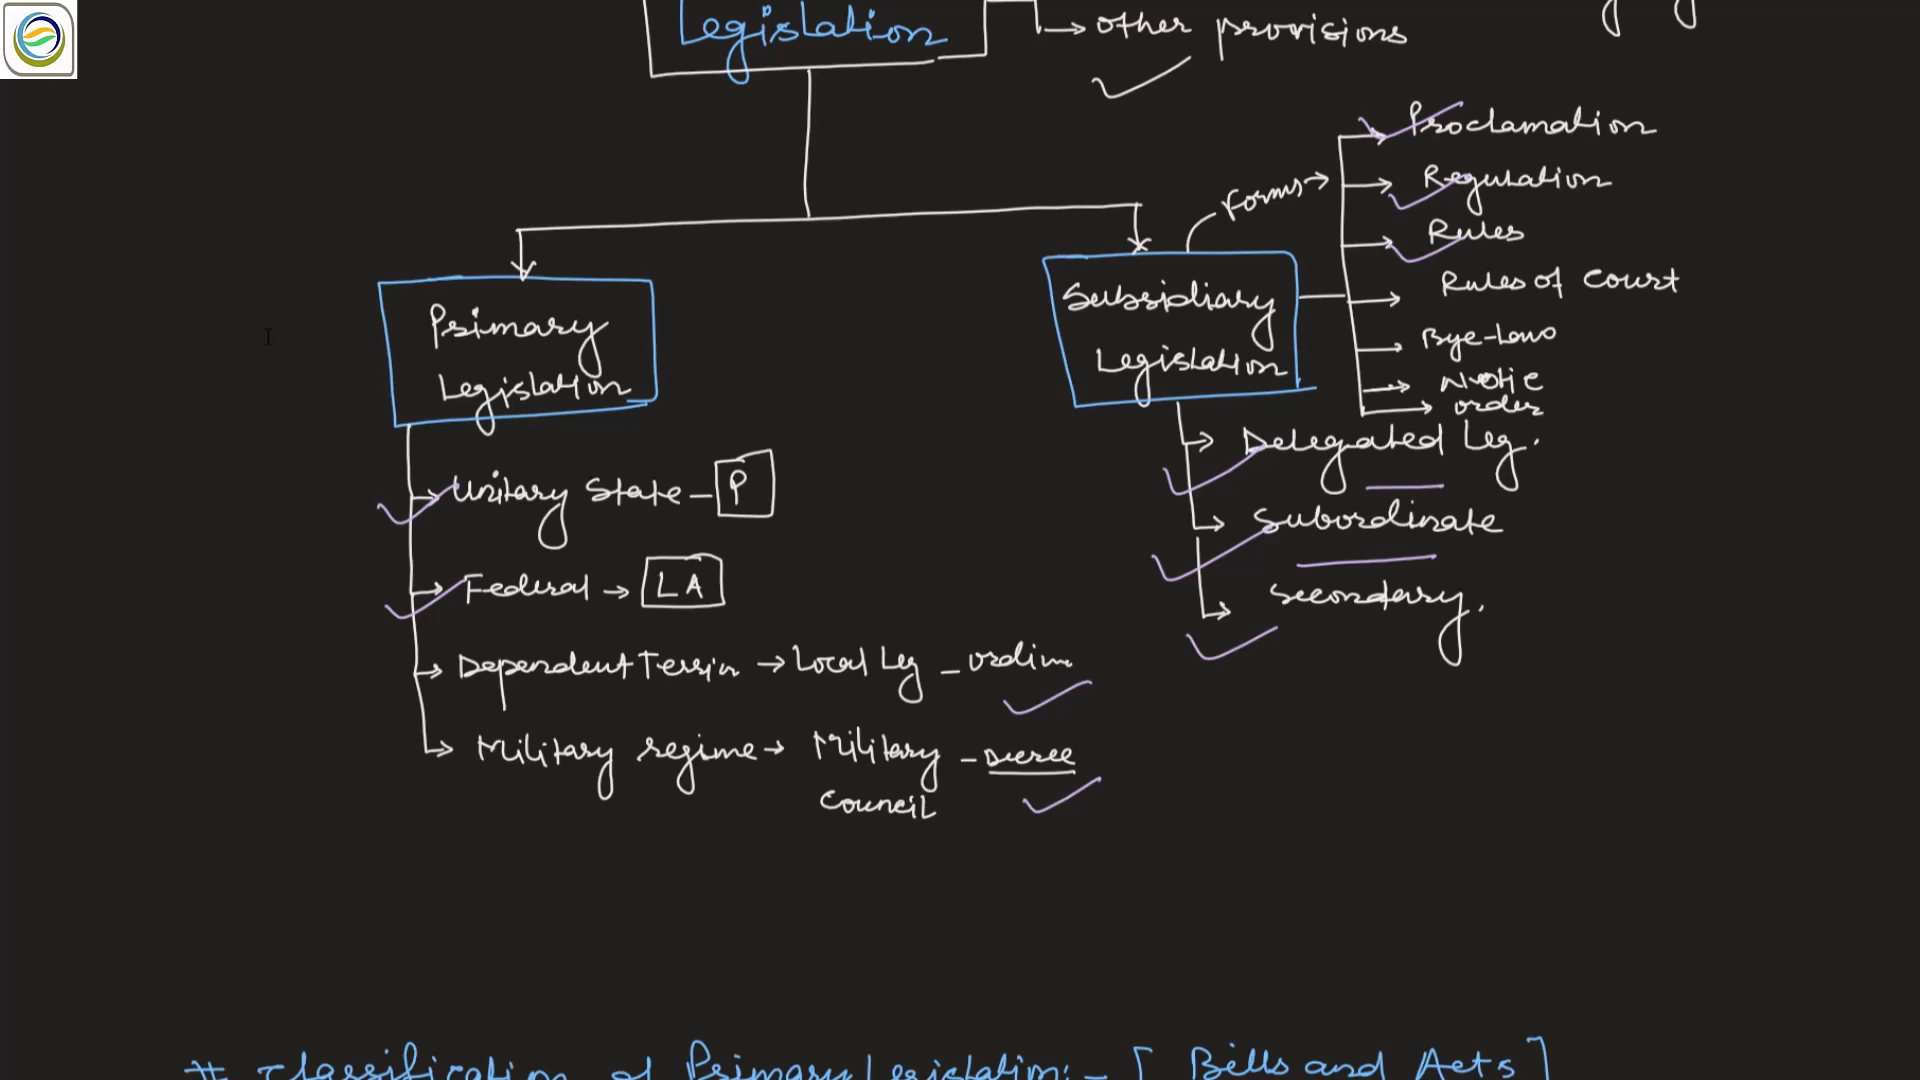 Legislation
other provisions
Forms
Proclamation
Regulation
Rules
Rules of Court
Bye-Laws
Notice
order
Primary
Legislation
Subsidiary
Legislation
Unitary State - P
Federal → LA
Dependent Terrin → Local Leg - ordin
Military regime → Military - Decree
Council
Delegated Leg.
Subordinate
Secondary.
# Classification of Primary Legislation:- [ Bills and Acts ]